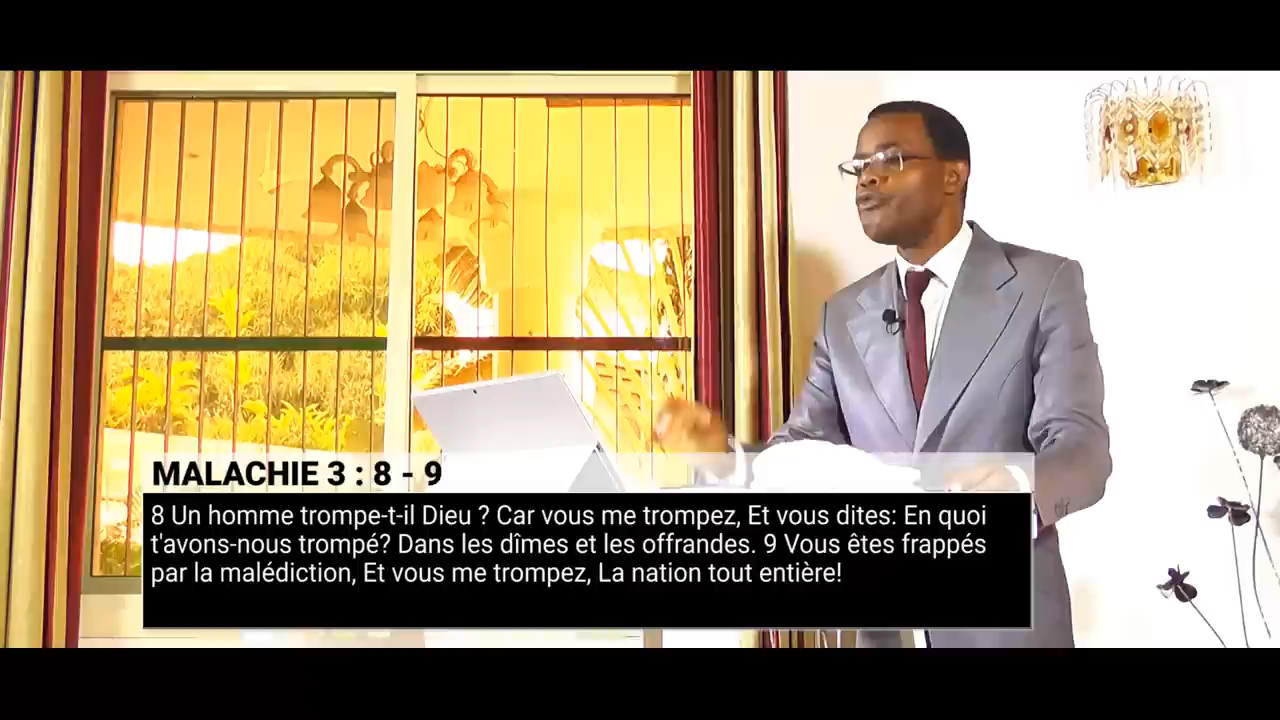 MALACHIE 3 : 8 - 9
8 Un homme trompe-t-il Dieu ? Car vous me trompez, Et vous dites: En quoi
t'avons-nous trompé? Dans les dîmes et les offrandes. 9 Vous êtes frappés
par la malédiction, Et vous me trompez, La nation tout entière!